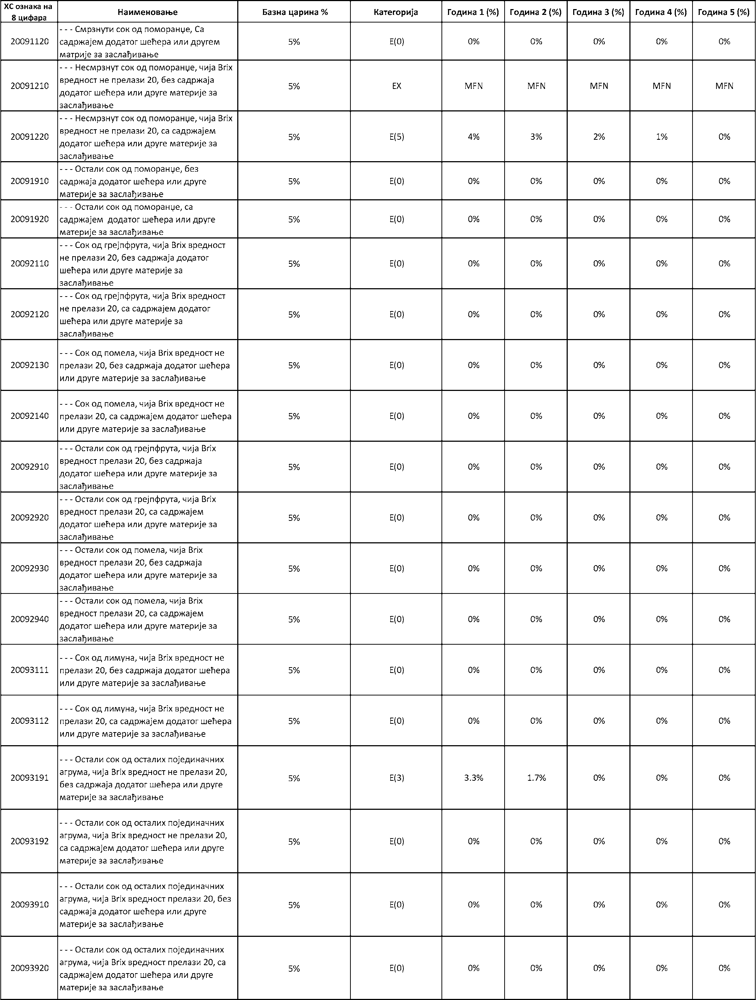 ХС ознака на 8 цифара Наименовање Базна царина % Категорија Година 1 (%) Година 2 (%) Година 3 (%) Година 4 (%) Година 5 (%)
20091120 - - - Смрзнути сок од поморанџе, Са
садржајем додатог шећера или другем
матрије за заслађивање 5% E(0) 0% 0% 0% 0% 0%
20091210 - - - Несмрзнут сок од поморанџе, чија Brix
вредност не прелази 20, без садржаја
додатог шећера или друге материје за
заслађивање 5% EX MFN MFN MFN MFN MFN
20091220 - - - Несмрзнут сок од поморанџе, чија Brix
вредност не прелази 20, са садржајем
додатог шећера или друге материје за
заслађивање 5% E(5) 4% 3% 2% 1% 0%
20091910 - - - Остали сок од поморанџе, без
садржаја додатог шећера или друге
материје за заслађивање 5% E(0) 0% 0% 0% 0% 0%
20091920 - - - Остали сок од поморанџе, са
садржајем  додатог шећера или друге
материје за заслађивање 5% E(0) 0% 0% 0% 0% 0%
20092110 - - - Сок од грејпфрута, чија Brix вредност
не прелази 20, без садржаја додатог
шећера или друге материје за
заслађивање 5% E(0) 0% 0% 0% 0% 0%
20092120 - - - Сок од грејпфрута, чија Brix вредност
не прелази 20, са садржајем додатог
шећера или друге материје за
заслађивање 5% E(0) 0% 0% 0% 0% 0%
20092130 - - - Сок од помела, чија Brix вредност не
прелази 20, без садржаја додатог шећера
или друге материје за заслађивање 5% E(0) 0% 0% 0% 0% 0%
20092140 - - - Сок од помела, чија Brix вредност не
прелази 20, са садржајем додатог шећера
или друге материје за заслађивање 5% E(0) 0% 0% 0% 0% 0%
20092910 - - - Остали сок од грејпфрута, чија Brix
вредност прелази 20, без садржаја
додатог шећера или друге материје за
заслађивање 5% E(0) 0% 0% 0% 0% 0%
20092920 - - - Остали сок од грејпфрута, чија Brix
вредност прелази 20, са садржајем
додатог шећера или друге материје за
заслађивање 5% E(0) 0% 0% 0% 0% 0%
20092930 - - - Остали сок од помела, чија Brix
вредност прелази 20, без садржаја
додатог шећера или друге материје за
заслађивање 5% E(0) 0% 0% 0% 0% 0%
20092940 - - - Остали сок од помела, чија Brix
вредност прелази 20, са садржајем
додатог шећера или друге материје за
заслађивање 5% E(0) 0% 0% 0% 0% 0%
20093111 - - - Сок од лимуна, чија Brix вредност не
прелази 20, без садржаја додатог шећера
или друге материје за заслађивање 5% E(0) 0% 0% 0% 0% 0%
20093112 - - - Сок од лимуна, чија Brix вредност не
прелази 20, са садржајем додатог шећера
или друге материје за заслађивање 5% E(0) 0% 0% 0% 0% 0%
20093191 - - - Остали сок од осталих појединачних
агрума, чија Brix вредност не прелази 20,
без садржаја додатог шећера или друге
материје за заслађивање 5% E(3) 3.3% 1.7% 0% 0% 0%
20093192 - - - Остали сок од осталих појединачних
агрума, чија Brix вредност не прелази 20,
са садржајем додатог шећера или друге
материје за заслађивање 5% E(0) 0% 0% 0% 0% 0%
20093910 - - - Остали сок од осталих појединачних
агрума, чија Brix вредност прелази 20, без
садржаја додатог шећера или друге
материје за заслађивање 5% E(0) 0% 0% 0% 0% 0%
20093920 - - - Остали сок од осталих појединачних
агрума, чија Brix вредност прелази 20, са
садржајем додатог шећера или друге
материје за заслађивање 5% E(0) 0% 0% 0% 0% 0%